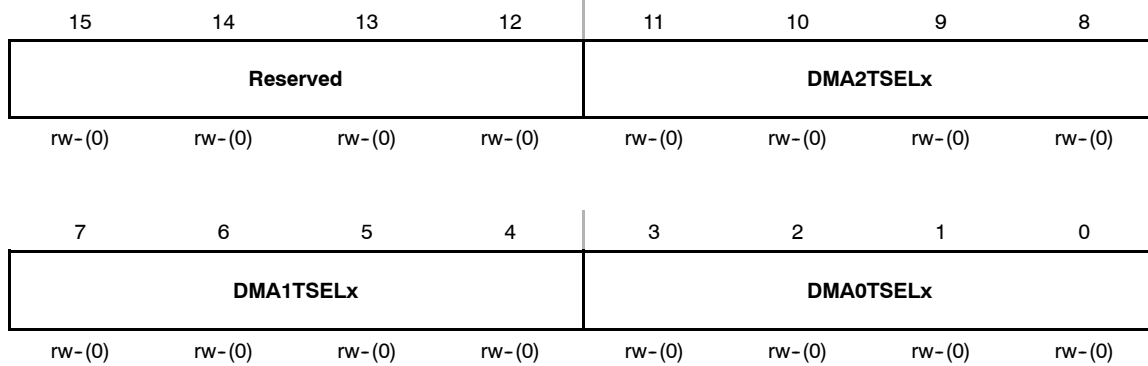 15 14 13 12 11 10 9 8
Reserved DMA2TSELx
rw-(0) rw-(0) rw-(0) rw-(0) rw-(0) rw-(0) rw-(0) rw-(0)
7 6 5 4 3 2 1 0
DMA1TSELx DMA0TSELx
rw-(0) rw-(0) rw-(0) rw-(0) rw-(0) rw-(0) rw-(0) rw-(0)